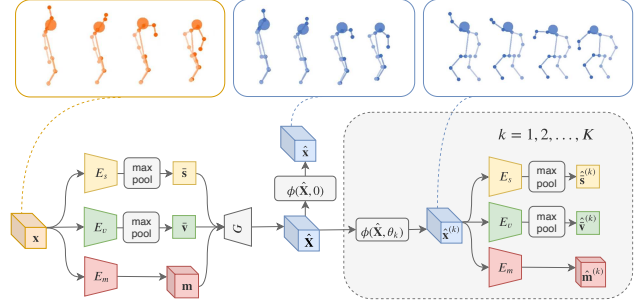 k = 1, 2, . . . , K
x̂
E_s
max
pool
s̄
E_s
max
pool
s̄̂^(k)
ϕ(X̂, 0)
x
E_v
max
pool
v̄
G
X̂
ϕ(X̂, θ_k)
x̂^(k)
E_v
max
pool
v̄̂^(k)
E_m
m
E_m
m̂^(k)